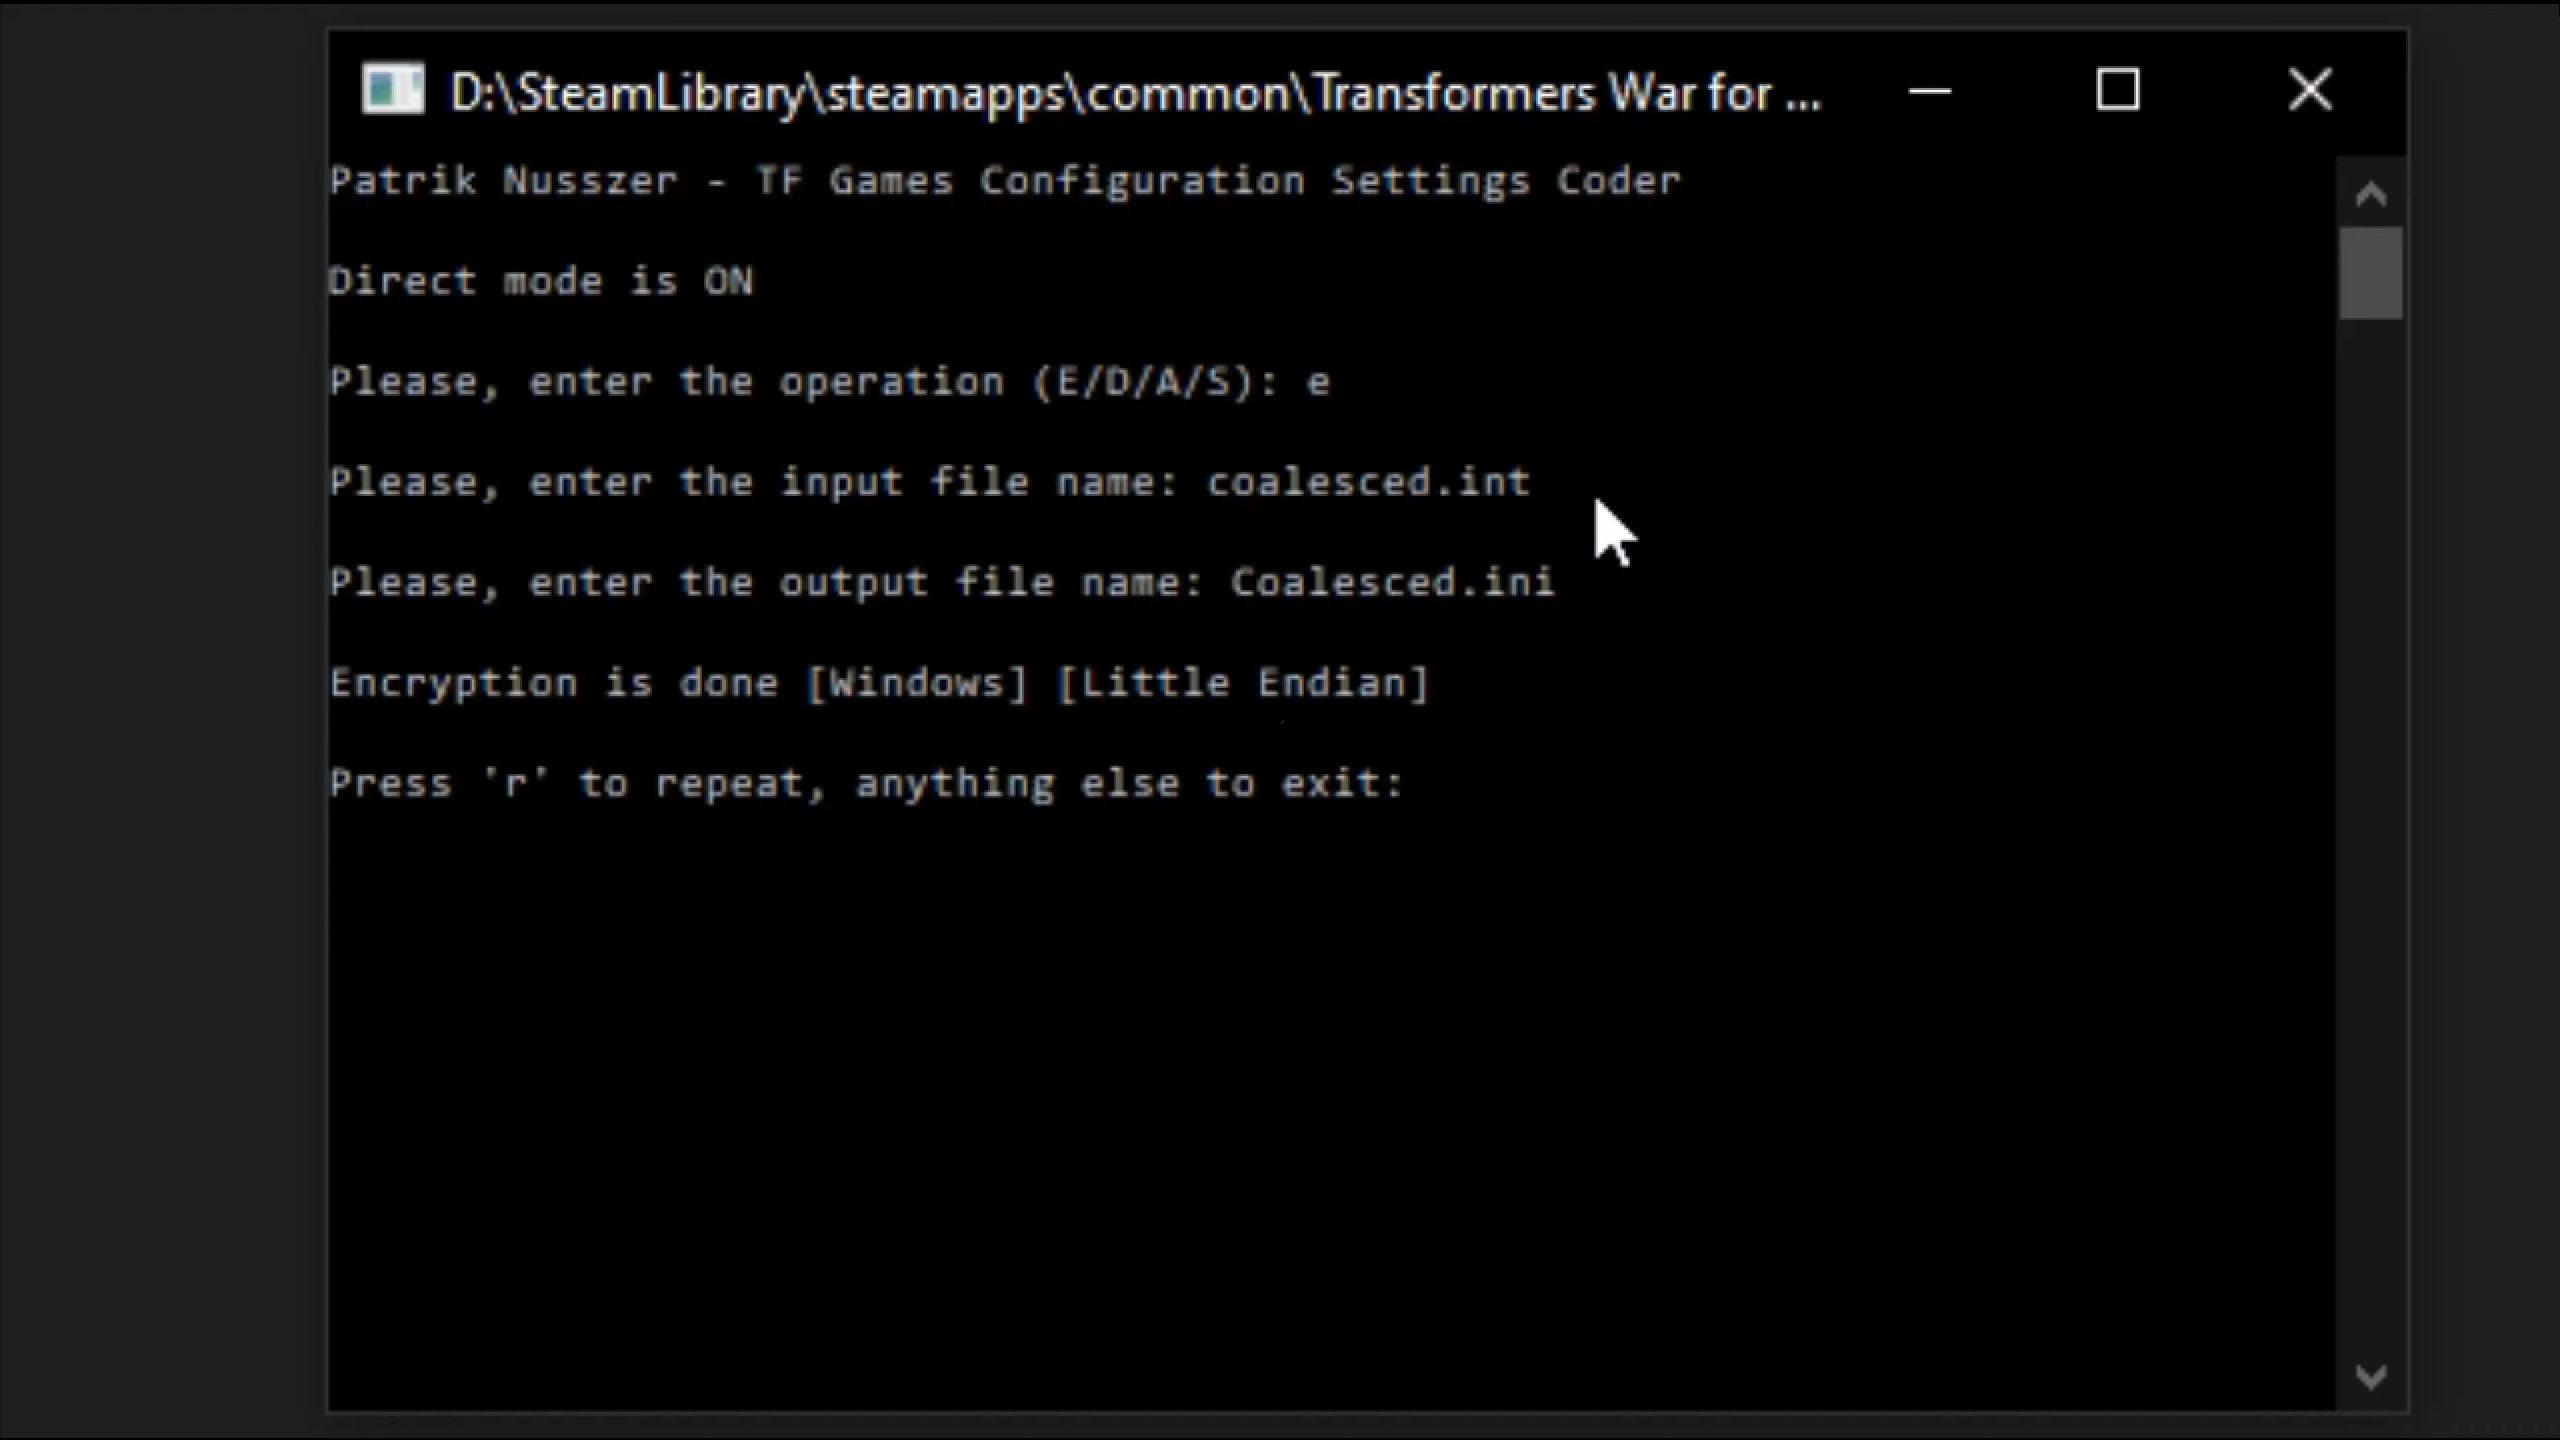 D:\SteamLibrary\steamapps\common\Transformers War for ...
Patrik Nusszer - TF Games Configuration Settings Coder
Direct mode is ON
Please, enter the operation (E/D/A/S): e
Please, enter the input file name: coalesced.int
Please, enter the output file name: Coalesced.ini
Encryption is done [Windows] [Little Endian]
Press 'r' to repeat, anything else to exit: